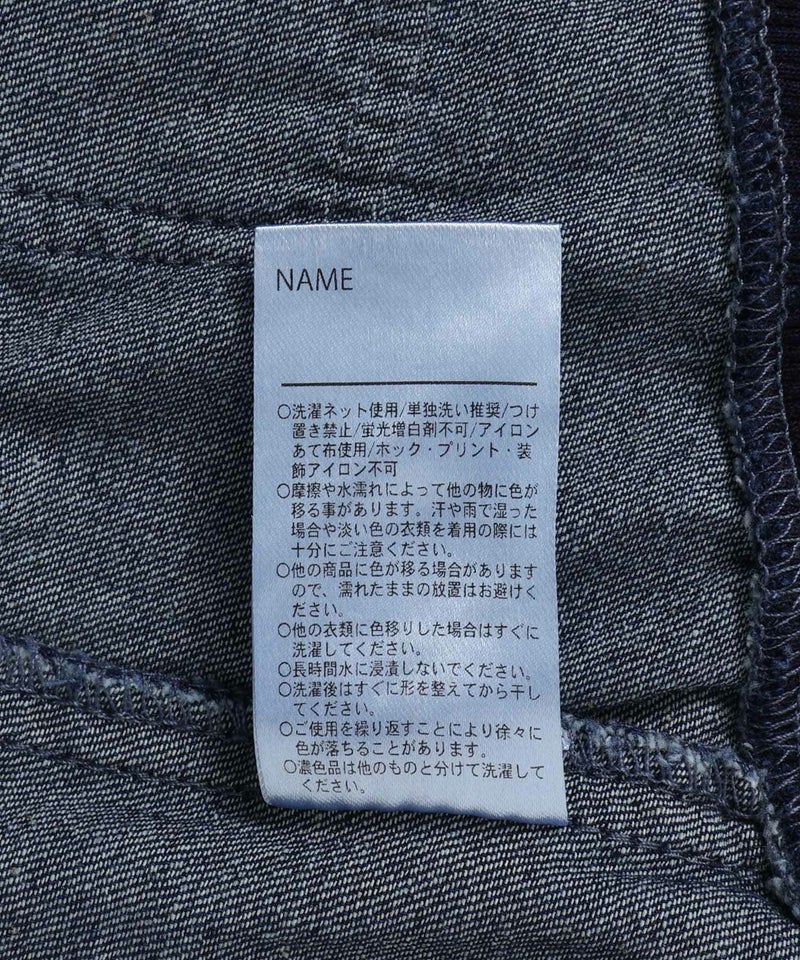 NAME
○洗濯ネット使用/単独洗い推奨/つけ
置き禁止/蛍光増白剤不可/アイロン
あて布使用/ホック・プリント・装
飾アイロン不可
○摩擦や水濡れによって他の物に色が
移る事があります。汗や雨で湿った
場合や淡い色の衣類を着用の際には
十分にご注意ください。
○他の商品に色が移る場合があります
ので、濡れたままの放置はお避けく
ださい。
○他の衣類に色移りした場合はすぐに
洗濯してください。
○長時間水に浸漬しないでください。
○洗濯後はすぐに形を整えてから干し
てください。
○ご使用を繰り返すことにより徐々に
色が落ちることがあります。
○濃色品は他のものと分けて洗濯して
ください。